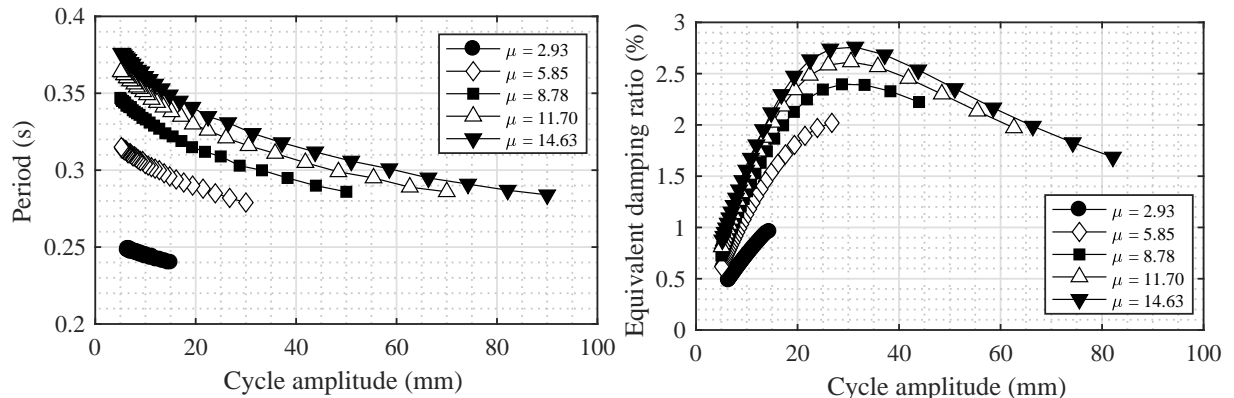 0.4
0.35
0.3
0.25
0.2
0
20
40
60
80
100
Period (s)
Cycle amplitude (mm)
μ = 2.93
μ = 5.85
μ = 8.78
μ = 11.70
μ = 14.63
3
2.5
2
1.5
1
0.5
0
0
20
40
60
80
100
Equivalent damping ratio (%)
Cycle amplitude (mm)
μ = 2.93
μ = 5.85
μ = 8.78
μ = 11.70
μ = 14.63